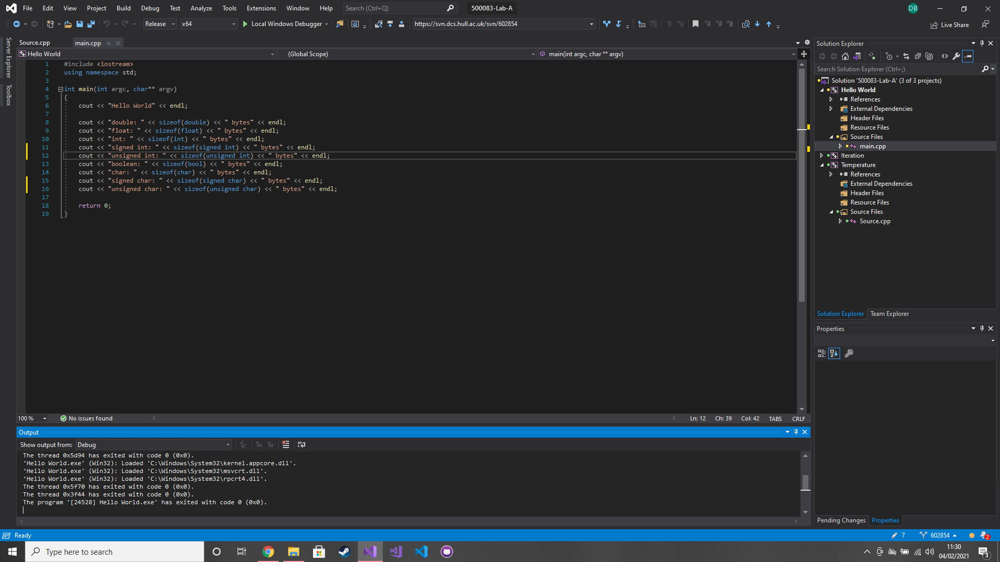 File Edit View Project Build Debug Test Analyze Tools Extensions Window Help Search (Ctrl+Q) 500083-Lab-A DB
Release x64 Local Windows Debugger https://svn.dcs.hull.ac.uk/svn/602854 Live Share
Server Explorer
Toolbox
Source.cpp main.cpp
Hello World (Global Scope) main(int argc, char ** argv)
1 #include <iostream>
2 using namespace std;
3
4 int main(int argc, char** argv)
5 {
6 cout << "Hello World" << endl;
7
8 cout << "double: " << sizeof(double) << " bytes" << endl;
9 cout << "float: " << sizeof(float) << " bytes" << endl;
10 cout << "int: " << sizeof(int) << " bytes" << endl;
11 cout << "signed int: " << sizeof(signed int) << " bytes" << endl;
12 cout << "unsigned int: " << sizeof(unsigned int) << " bytes" << endl;
13 cout << "boolean: " << sizeof(bool) << " bytes" << endl;
14 cout << "char: " << sizeof(char) << " bytes" << endl;
15 cout << "signed char: " << sizeof(signed char) << " bytes" << endl;
16 cout << "unsigned char: " << sizeof(unsigned char) << " bytes" << endl;
17
18 return 0;
19 }
100 % No issues found Ln: 12 Ch: 39 Col: 42 TABS CRLF
Output
Show output from: Debug
The thread 0x5d94 has exited with code 0 (0x0).
'Hello World.exe' (Win32): Loaded 'C:\Windows\System32\kernel.appcore.dll'.
'Hello World.exe' (Win32): Loaded 'C:\Windows\System32\msvcrt.dll'.
'Hello World.exe' (Win32): Loaded 'C:\Windows\System32\rpcrt4.dll'.
The thread 0x5f70 has exited with code 0 (0x0).
The thread 0x3f44 has exited with code 0 (0x0).
The program '[24528] Hello World.exe' has exited with code 0 (0x0).
Solution Explorer
Search Solution Explorer (Ctrl+;)
Solution '500083-Lab-A' (3 of 3 projects)
Hello World
References
External Dependencies
Header Files
Resource Files
Source Files
main.cpp
Iteration
Temperature
References
External Dependencies
Header Files
Resource Files
Source Files
Source.cpp
Solution Explorer Team Explorer
Properties
Pending Changes Properties
Ready 7 602854 2
Type here to search
11:30
04/02/2021
3